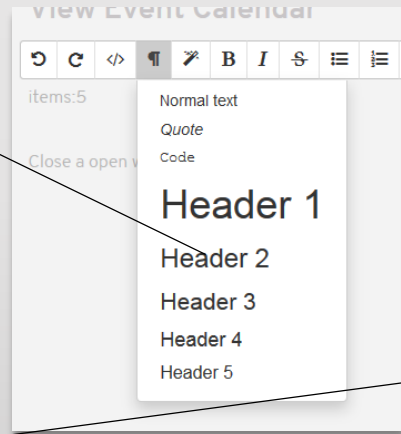 View Event Calendar
</> ¶ B I S
items:5
Normal text
Quote
Close a open w
Code
Header 1
Header 2
Header 3
Header 4
Header 5